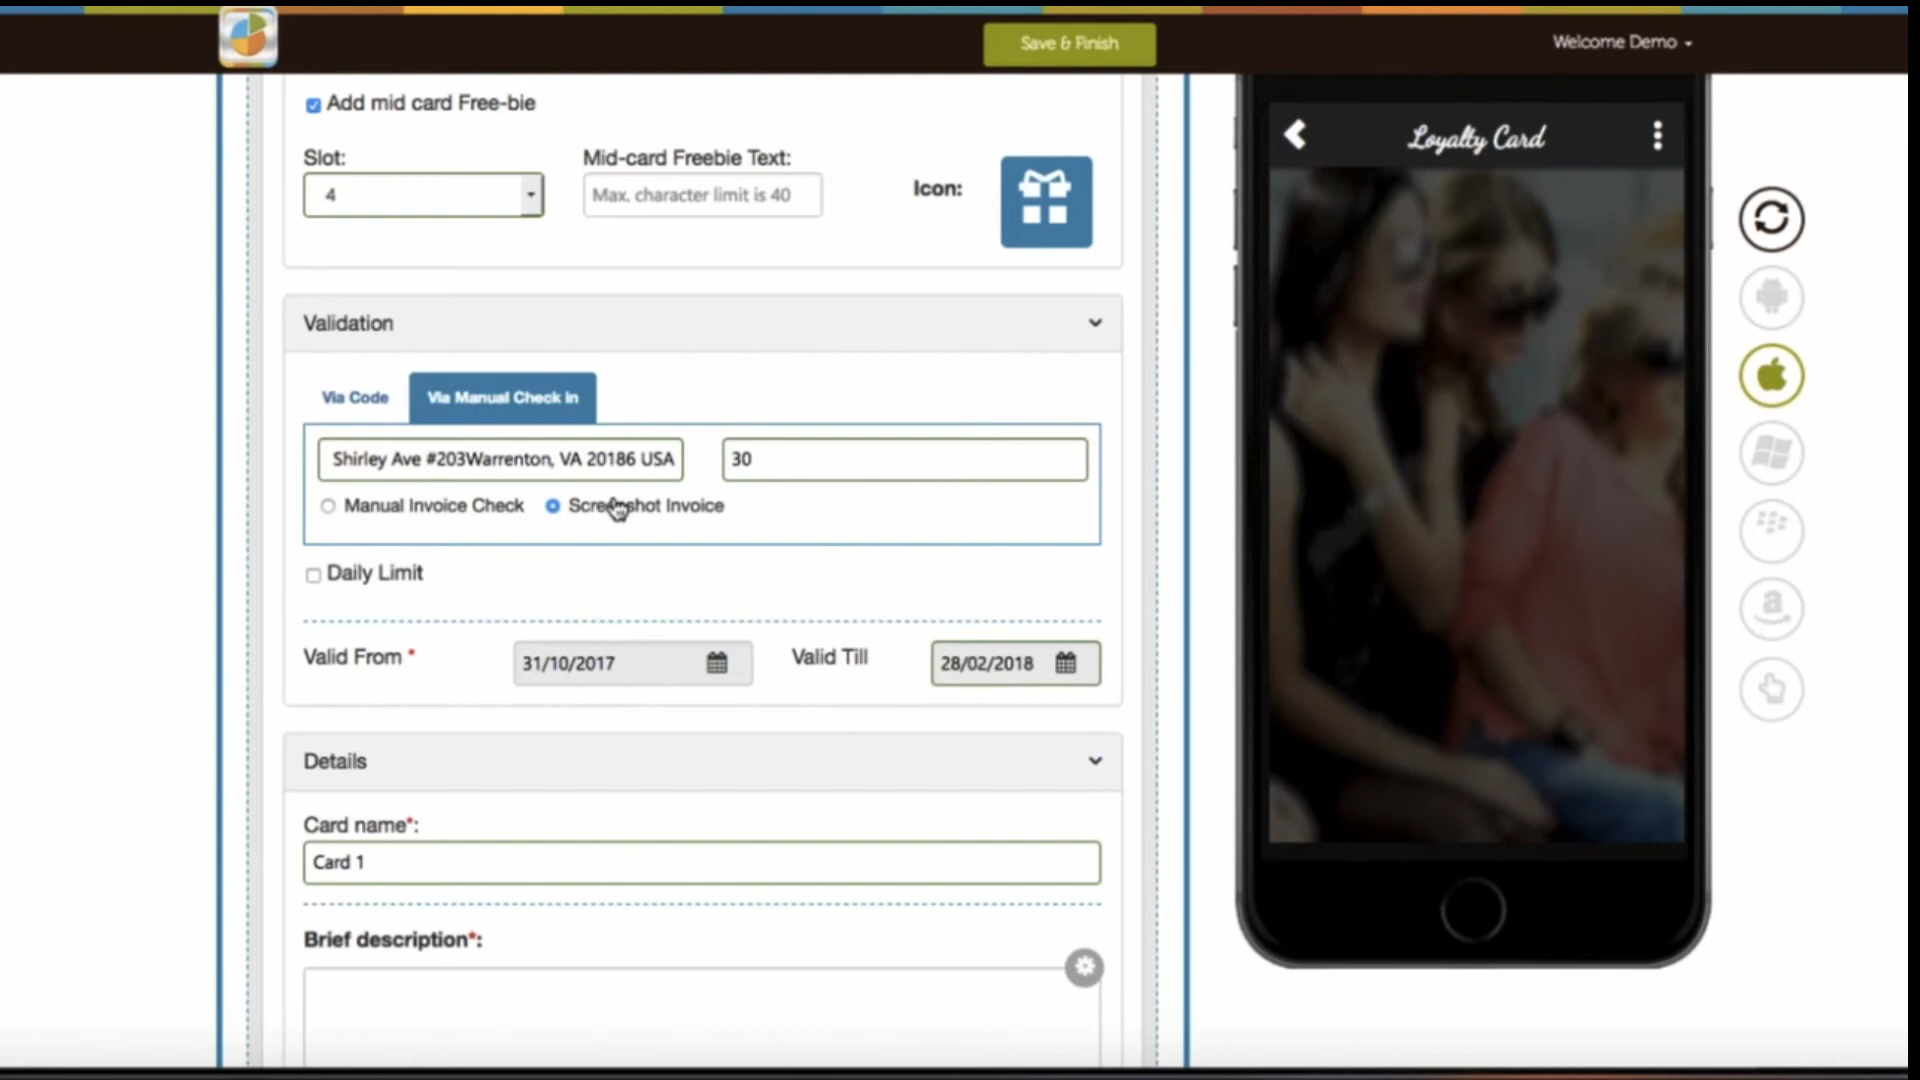 Save & Finish
Welcome Demo
Add mid card Free-bie
Slot:
Mid-card Freebie Text:
Icon:
4
Max. character limit is 40
Loyalty Card
Validation
Via Code
Via Manual Check in
Shirley Ave #203Warrenton, VA 20186 USA
30
Manual Invoice Check
Screenshot Invoice
Daily Limit
Valid From *
31/10/2017
Valid Till
28/02/2018
Details
Card name*:
Card 1
Brief description*: